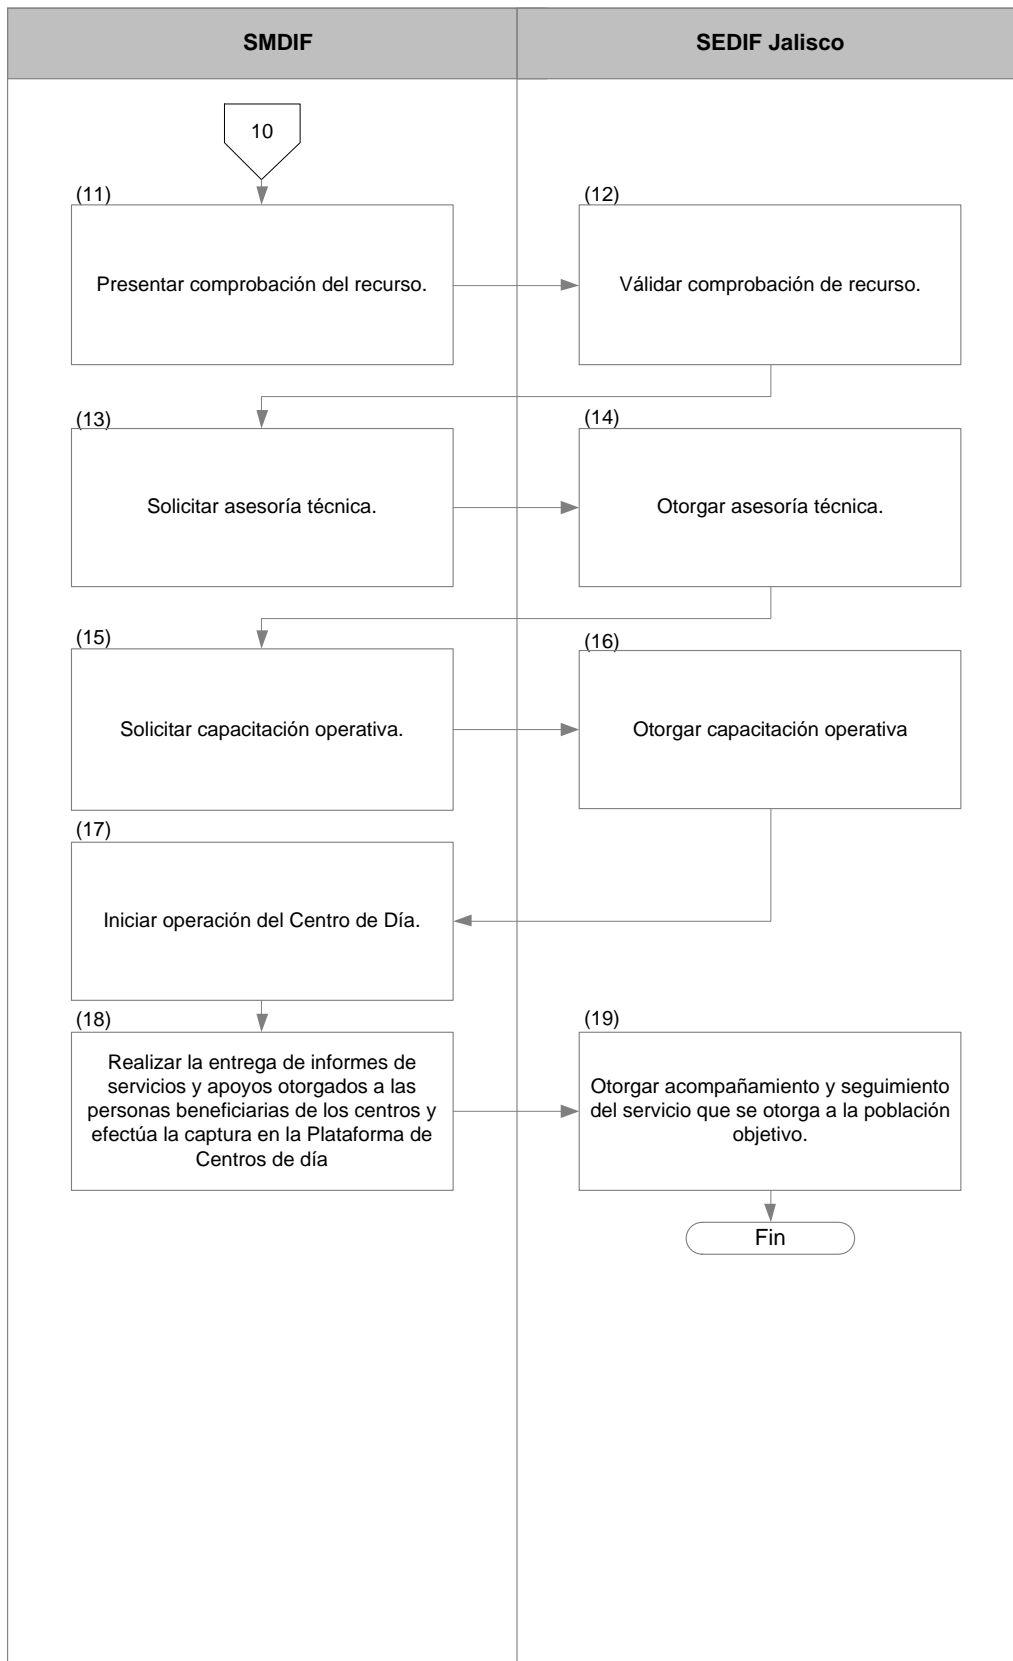 SMDIF
SEDIF Jalisco
10
(11)
Presentar comprobación del recurso.
(12)
Válidar comprobación de recurso.
(13)
Solicitar asesoría técnica.
(14)
Otorgar asesoría técnica.
(15)
Solicitar capacitación operativa.
(16)
Otorgar capacitación operativa
(17)
Iniciar operación del Centro de Día.
(18)
Realizar la entrega de informes de
servicios y apoyos otorgados a las
personas beneficiarias de los centros y
efectúa la captura en la Plataforma de
Centros de día
(19)
Otorgar acompañamiento y seguimiento
del servicio que se otorga a la población
objetivo.
Fin